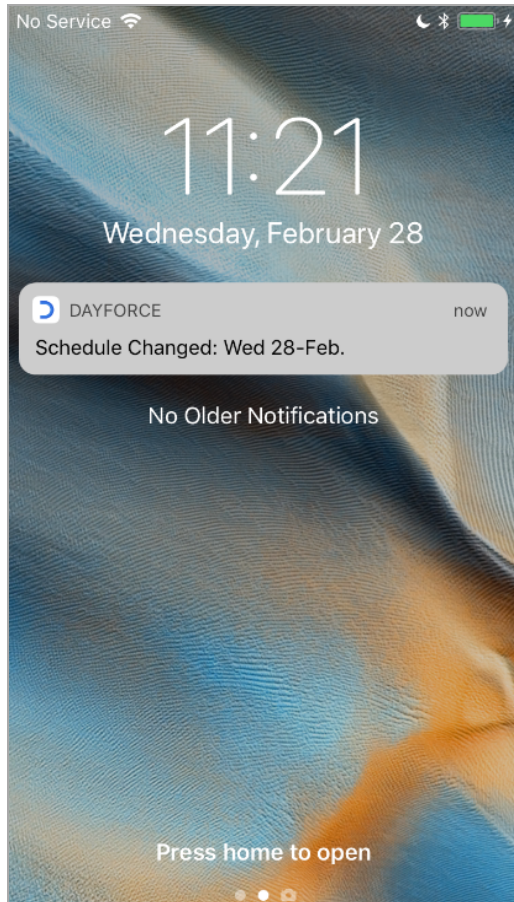 No Service
11:21
Wednesday, February 28
DAYFORCE now
Schedule Changed: Wed 28-Feb.
No Older Notifications
Press home to open